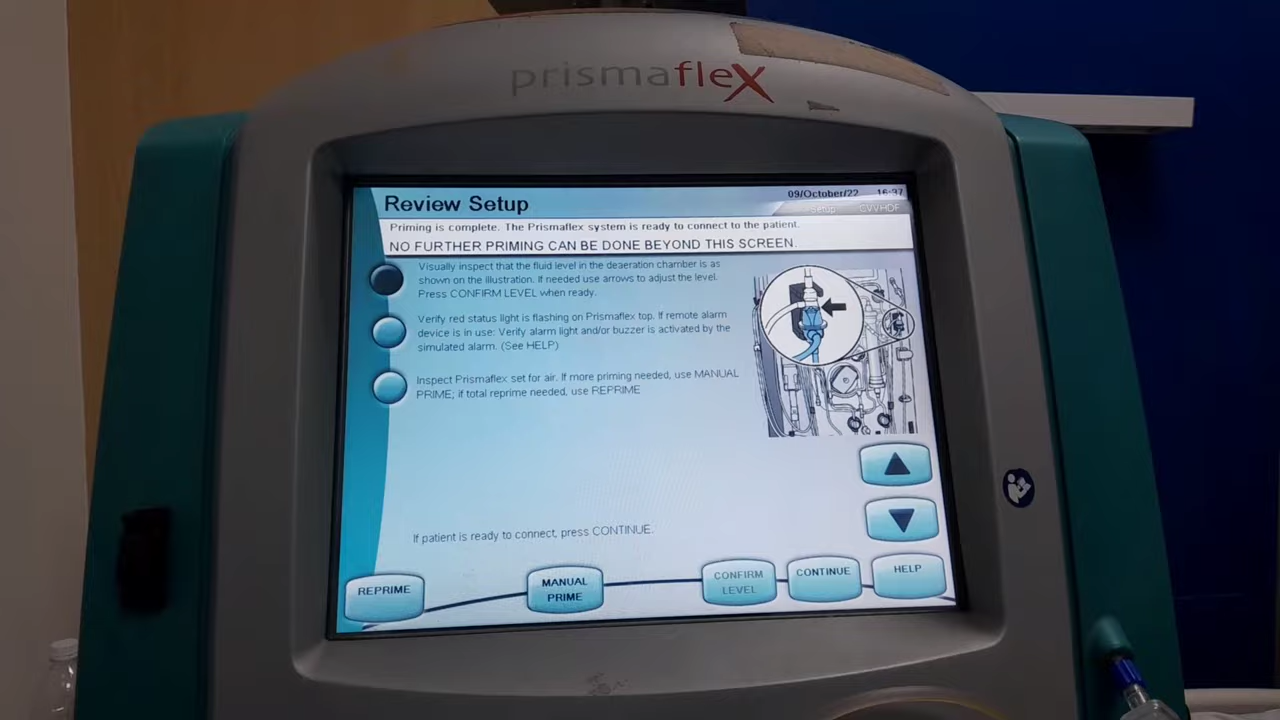 prismaflex
Review Setup
09/October/22 16:37
Setup CVVHDF
Priming is complete. The Prismaflex system is ready to connect to the patient.
NO FURTHER PRIMING CAN BE DONE BEYOND THIS SCREEN.
Visually inspect that the fluid level in the deaeration chamber is as
shown on the illustration. If needed use arrows to adjust the level.
Press CONFIRM LEVEL when ready.
Verify red status light is flashing on Prismaflex top. If remote alarm
device is in use: Verify alarm light and/or buzzer is activated by the
simulated alarm. (See HELP)
Inspect Prismaflex set for air. If more priming needed, use MANUAL
PRIME; if total reprime needed, use REPRIME
If patient is ready to connect, press CONTINUE.
REPRIME
MANUAL
PRIME
CONFIRM
LEVEL
CONTINUE
HELP